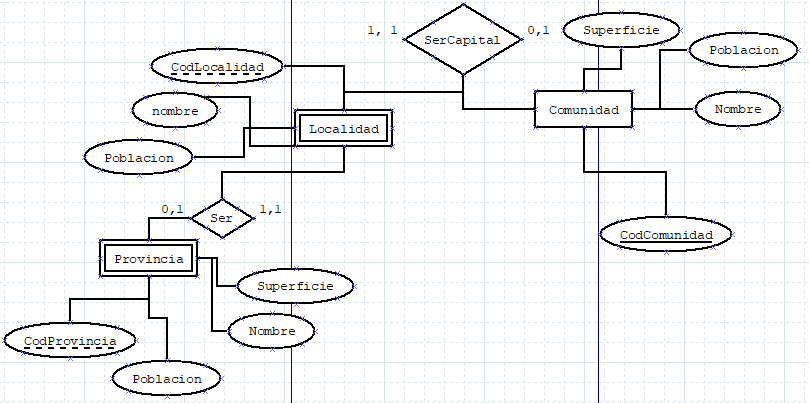 1, 1
SerCapital
0,1
Superficie
Poblacion
CodLocalidad
nombre
Comunidad
Nombre
Localidad
Poblacion
0,1
Ser
1,1
CodComunidad
Provincia
Superficie
Nombre
CodProvincia
Poblacion